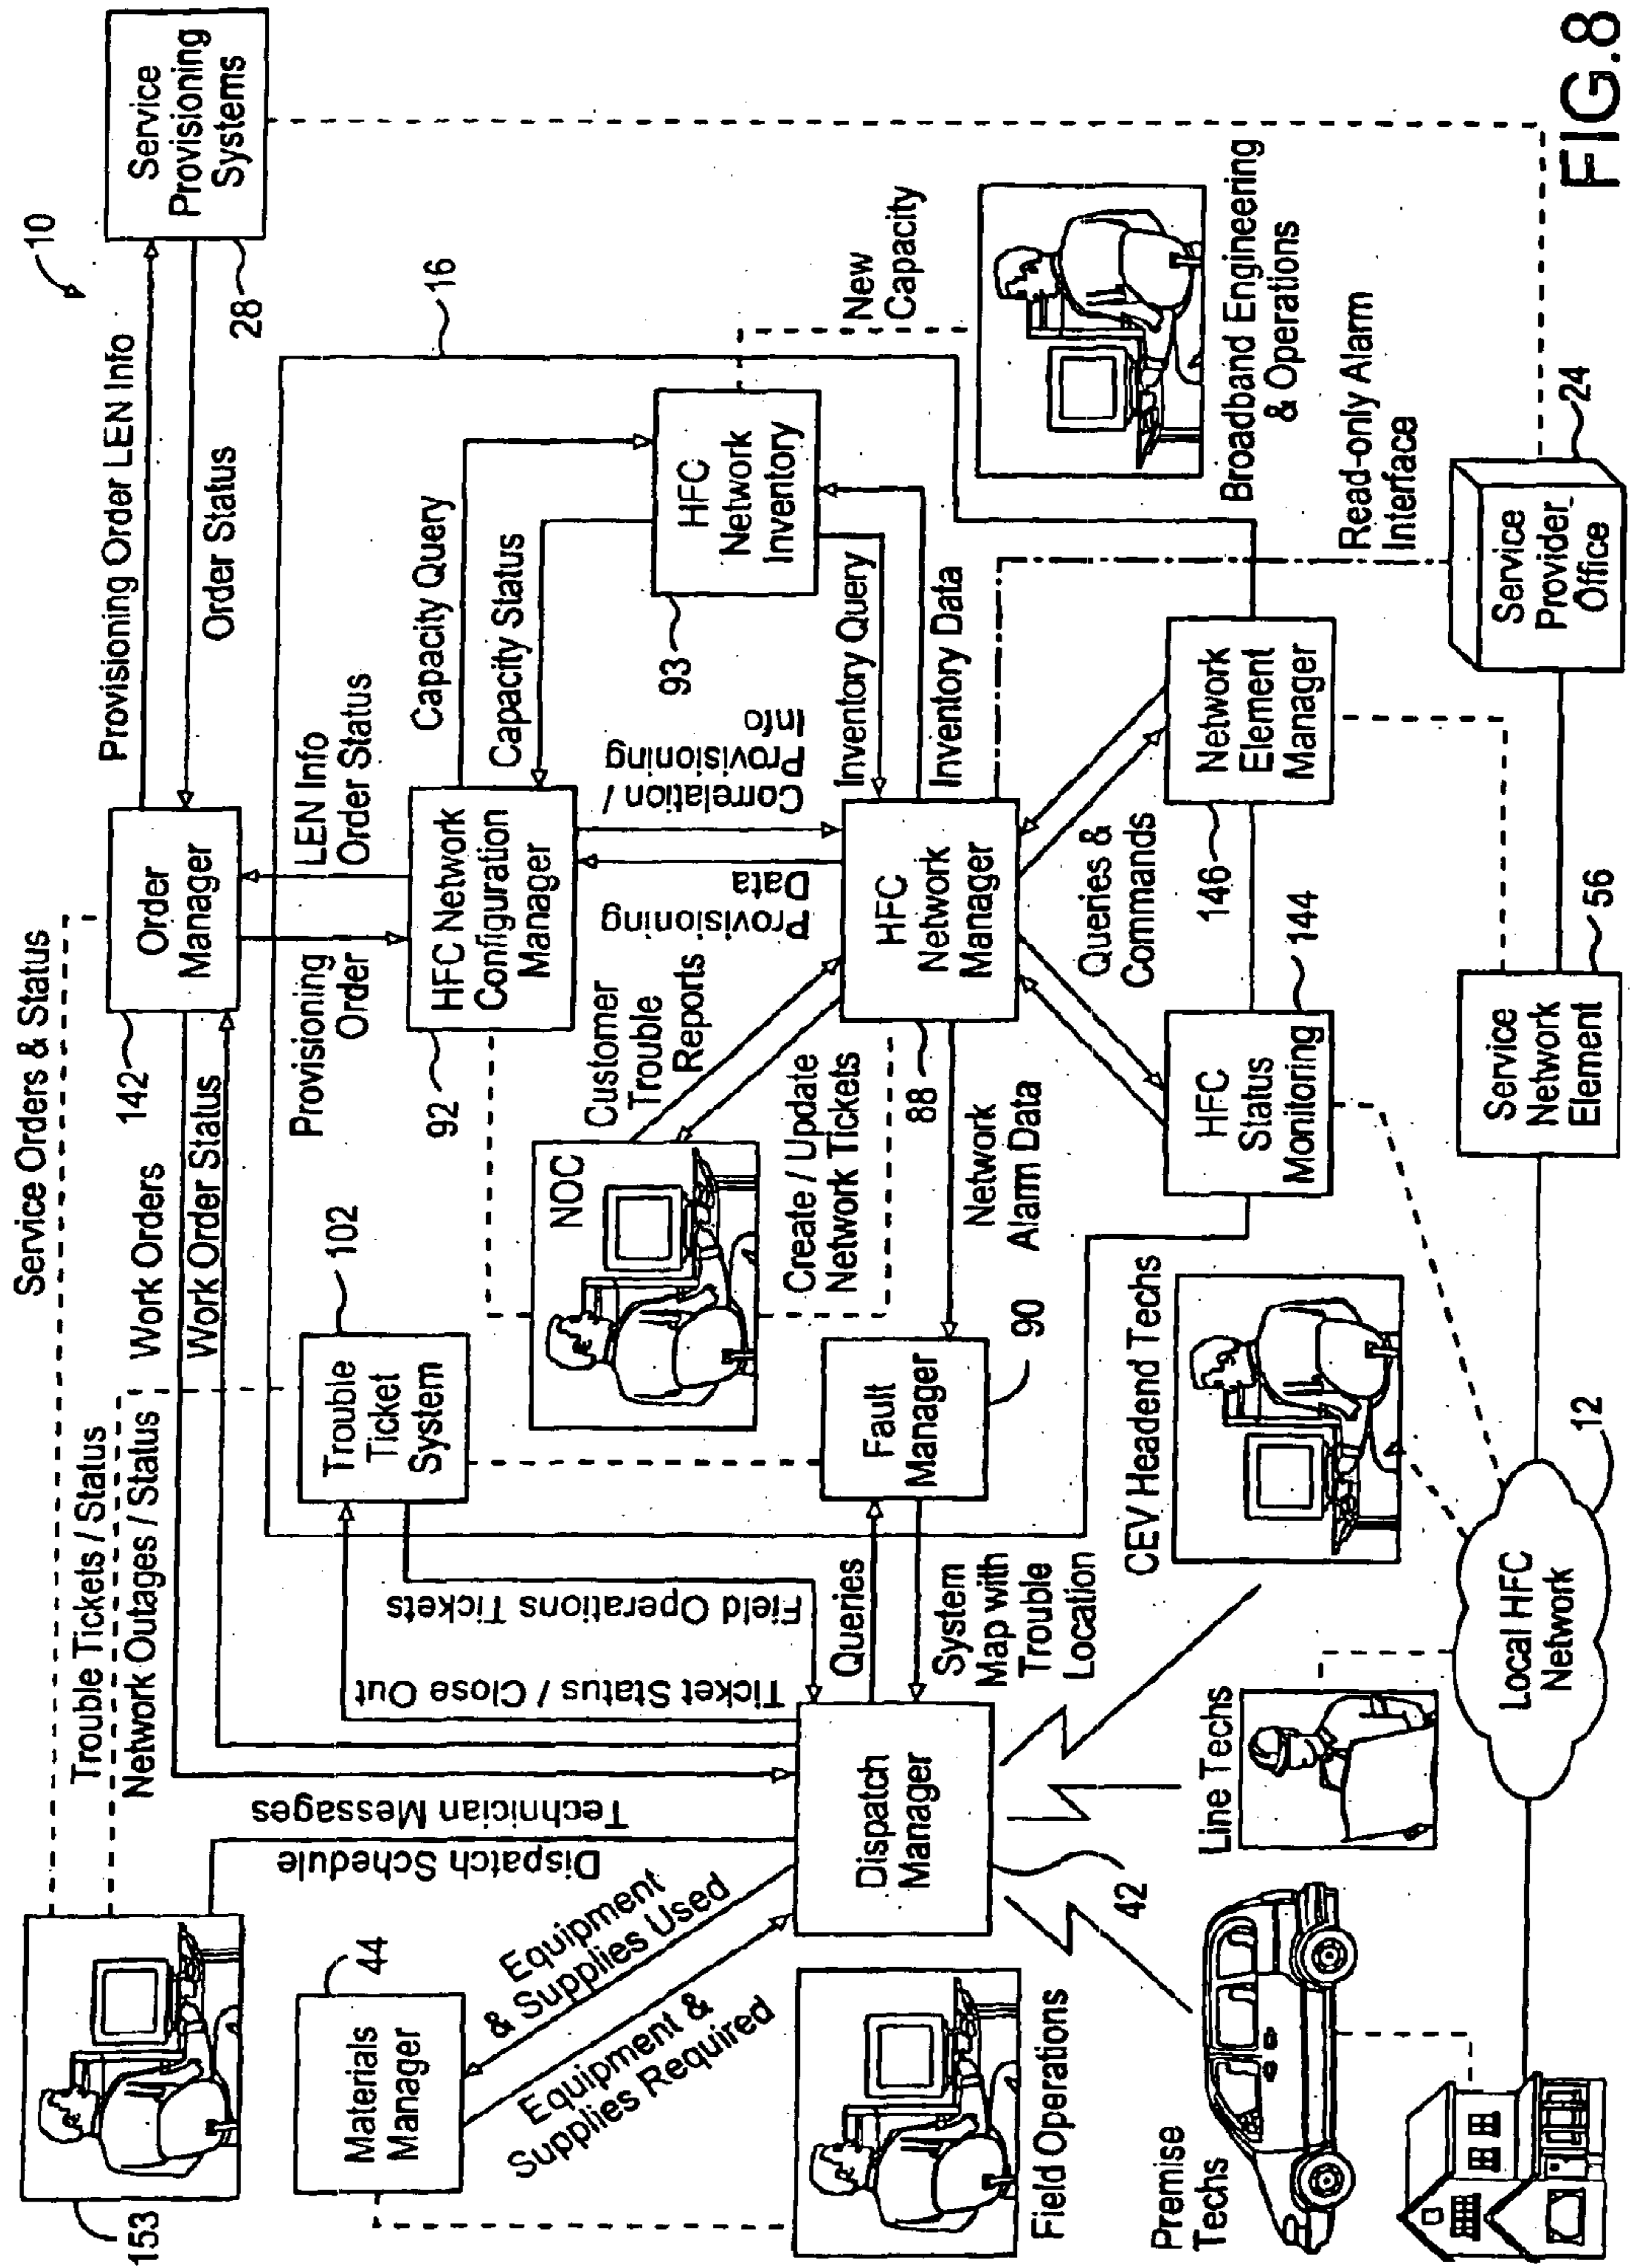 10
Service Orders & Status
Trouble Tickets / Status
Network Outages / Status
Work Orders
Work Order Status
Provisioning Order LEN Info
Order Status
Service
Provisioning
Systems
28
Order
Manager
142
153
Materials
Manager
44
Equipment
& Supplies Used
Equipment &
Supplies Required
Dispatch Schedule
Technician Messages
Ticket Status / Close Out
Field Operations Tickets
Trouble
Ticket
System
102
Provisioning
Order
LEN Info
Order Status
16
HFC Network
Configuration
Manager
92
Capacity Query
Capacity Status
HFC
Network
Inventory
93
New
Capacity
NOC
Customer
Trouble
Reports
Create / Update
Network Tickets
Provisioning
Data
Correlation /
Provisioning
Info
Inventory Query
Inventory Data
Dispatch
Manager
42
Queries
System
Map with
Trouble
Location
Fault
Manager
90
Network
Alarm Data
HFC
Network
Manager
88
Queries &
Commands
Broadband Engineering
& Operations
Read-only Alarm
Interface
Field Operations
Premise
Techs
Line Techs
CEV Headend Techs
HFC
Status
Monitoring
144
Network
Element
Manager
146
Local HFC
Network
12
Service
Network
Element
56
Service
Provider
Office
24
FIG.8